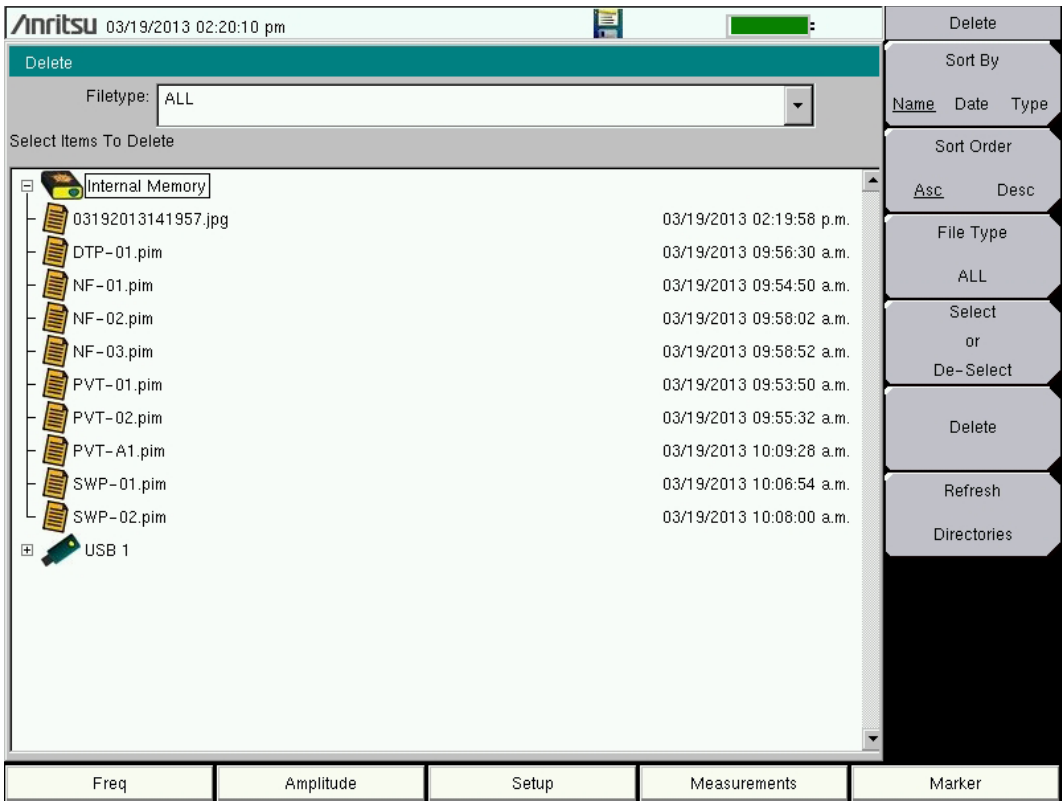 Anritsu 03/19/2013 02:20:10 pm
Delete
Filetype: ALL
Select Items To Delete
Internal Memory
03192013141957.jpg 03/19/2013 02:19:58 p.m.
DTP-01.pim 03/19/2013 09:56:30 a.m.
NF-01.pim 03/19/2013 09:54:50 a.m.
NF-02.pim 03/19/2013 09:58:02 a.m.
NF-03.pim 03/19/2013 09:58:52 a.m.
PVT-01.pim 03/19/2013 09:53:50 a.m.
PVT-02.pim 03/19/2013 09:55:32 a.m.
PVT-A1.pim 03/19/2013 10:09:28 a.m.
SWP-01.pim 03/19/2013 10:06:54 a.m.
SWP-02.pim 03/19/2013 10:08:00 a.m.
USB 1
Delete
Sort By
Name Date Type
Sort Order
Asc Desc
File Type
ALL
Select
or
De-Select
Delete
Refresh
Directories
Freq Amplitude Setup Measurements Marker